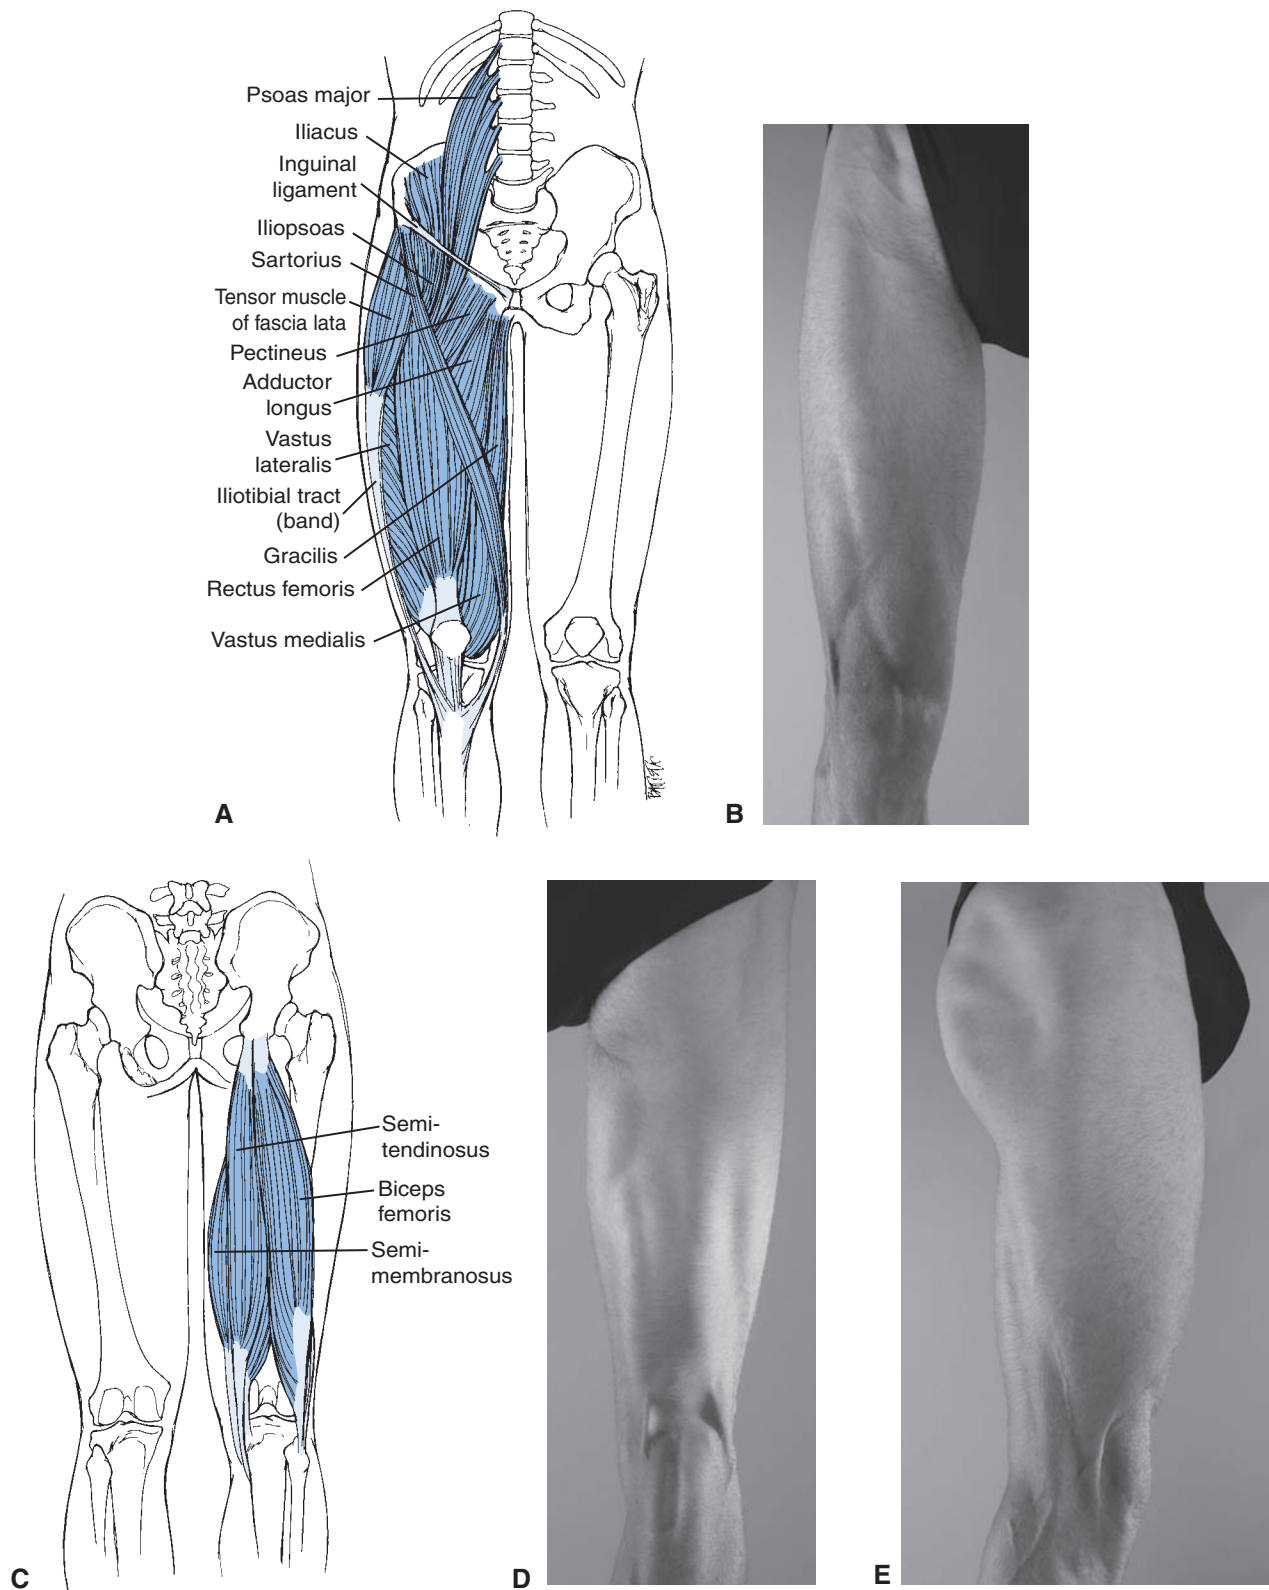 Psoas major
Iliacus
Inguinal
ligament
Iliopsoas
Sartorius
Tensor muscle
of fascia lata
Pectineus
Adductor
longus
Vastus
lateralis
Iliotibial tract
(band)
Gracilis
Rectus femoris
Vastus medialis
A
B
Semi-
tendinosus
Biceps
femoris
Semi-
membranosus
C
D
E